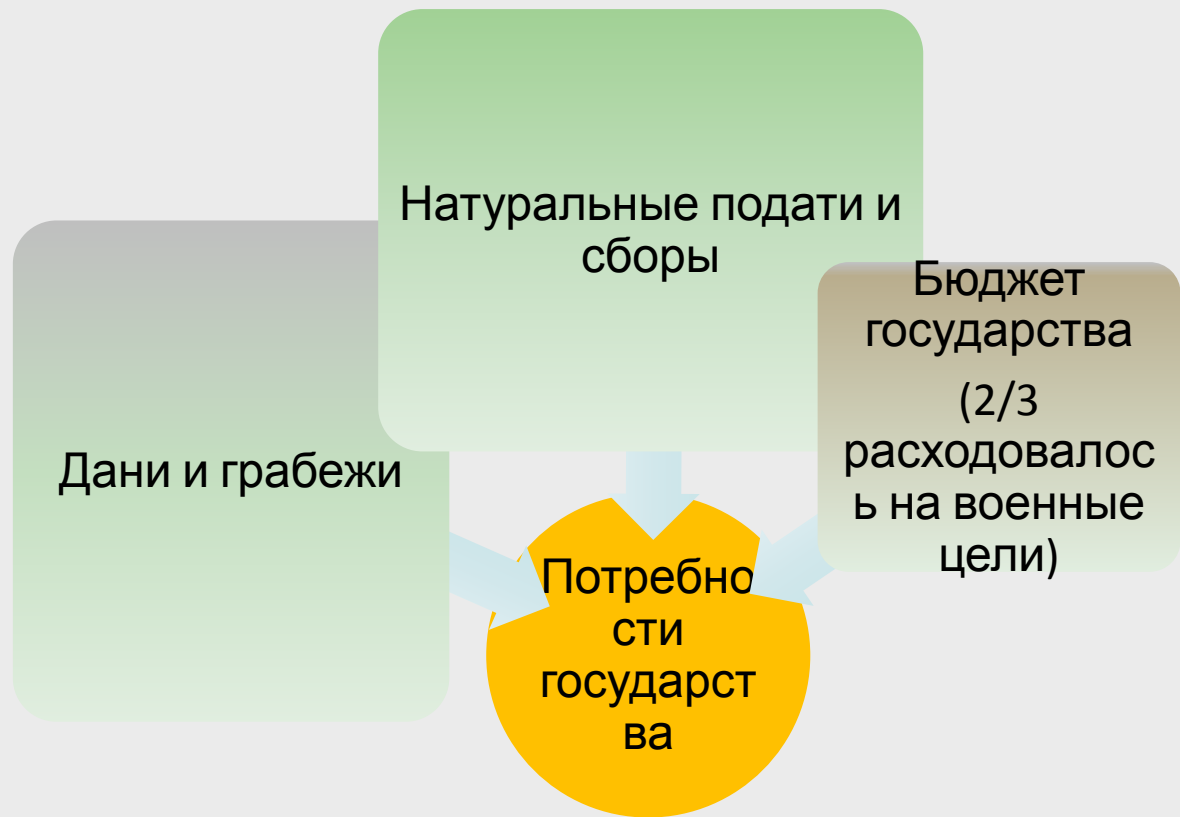 Натуральные подати и
сборы
Дани и грабежи
Бюджет
государства
(2/3
расходовалос
ь на военные
цели)
Потребно
сти
государст
ва